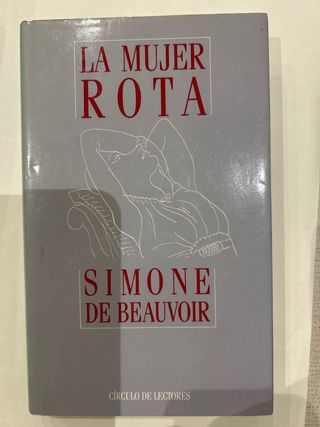 LA MUJER
ROTA
SIMONE
DE BEAUVOIR
CÍRCULO DE LECTORES